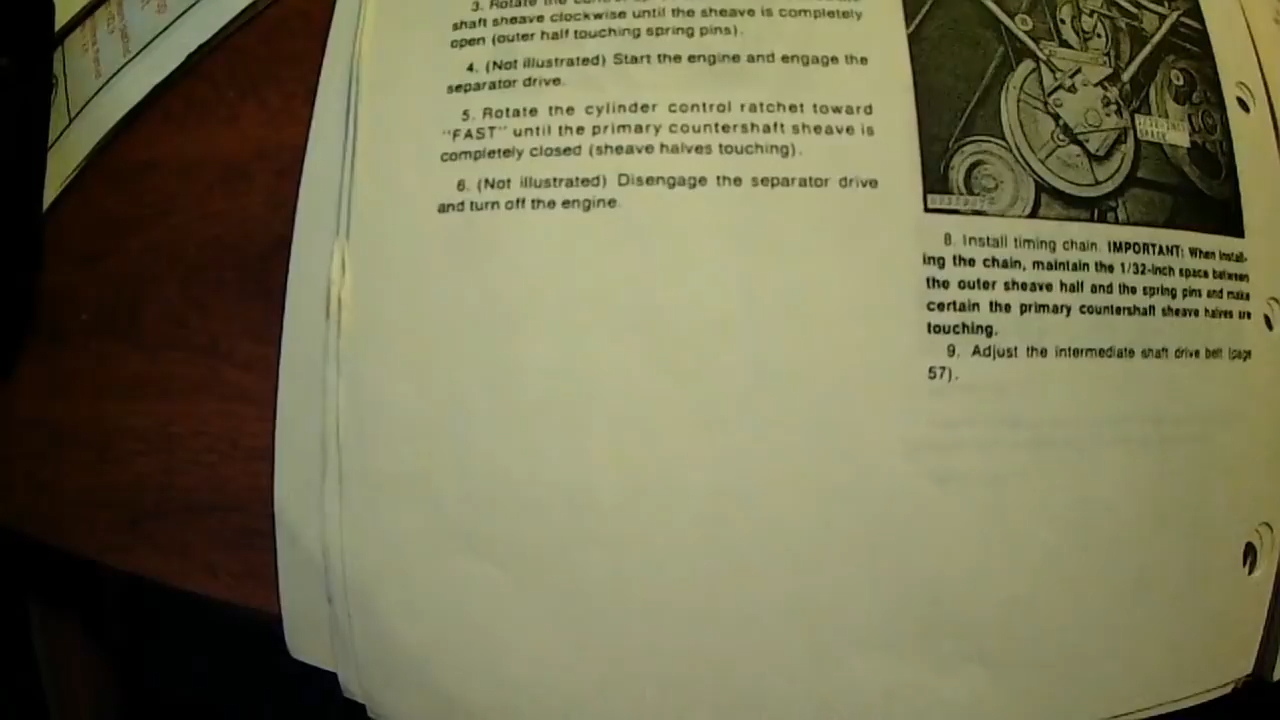 3. Rotate the
shaft sheave clockwise until the sheave is completely
open (outer half touching spring pins).
4. (Not illustrated) Start the engine and engage the
separator drive.
5. Rotate the cylinder control ratchet toward
"FAST" until the primary countershaft sheave is
completely closed (sheave halves touching).
6. (Not illustrated) Disengage the separator drive
and turn off the engine.
SPACE
8. Install timing chain. IMPORTANT: When install-
ing the chain, maintain the 1/32-inch space between
the outer sheave half and the spring pins and make
certain the primary countershaft sheave halves are
touching.
9. Adjust the intermediate shaft drive belt (page
57).